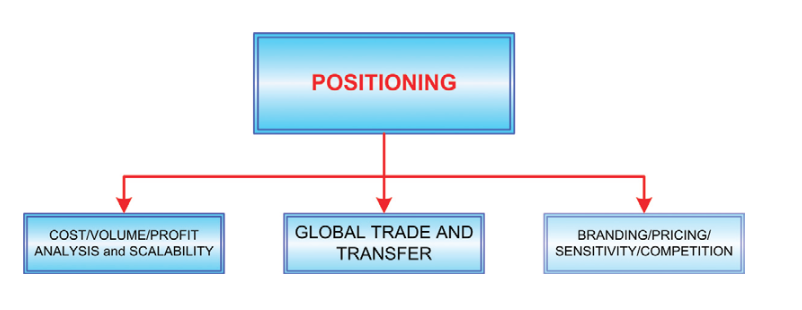 POSITIONING
COST/VOLUME/PROFIT
ANALYSIS and SCALABILITY
GLOBAL TRADE AND
TRANSFER
BRANDING/PRICING/
SENSITIVITY/COMPETITION